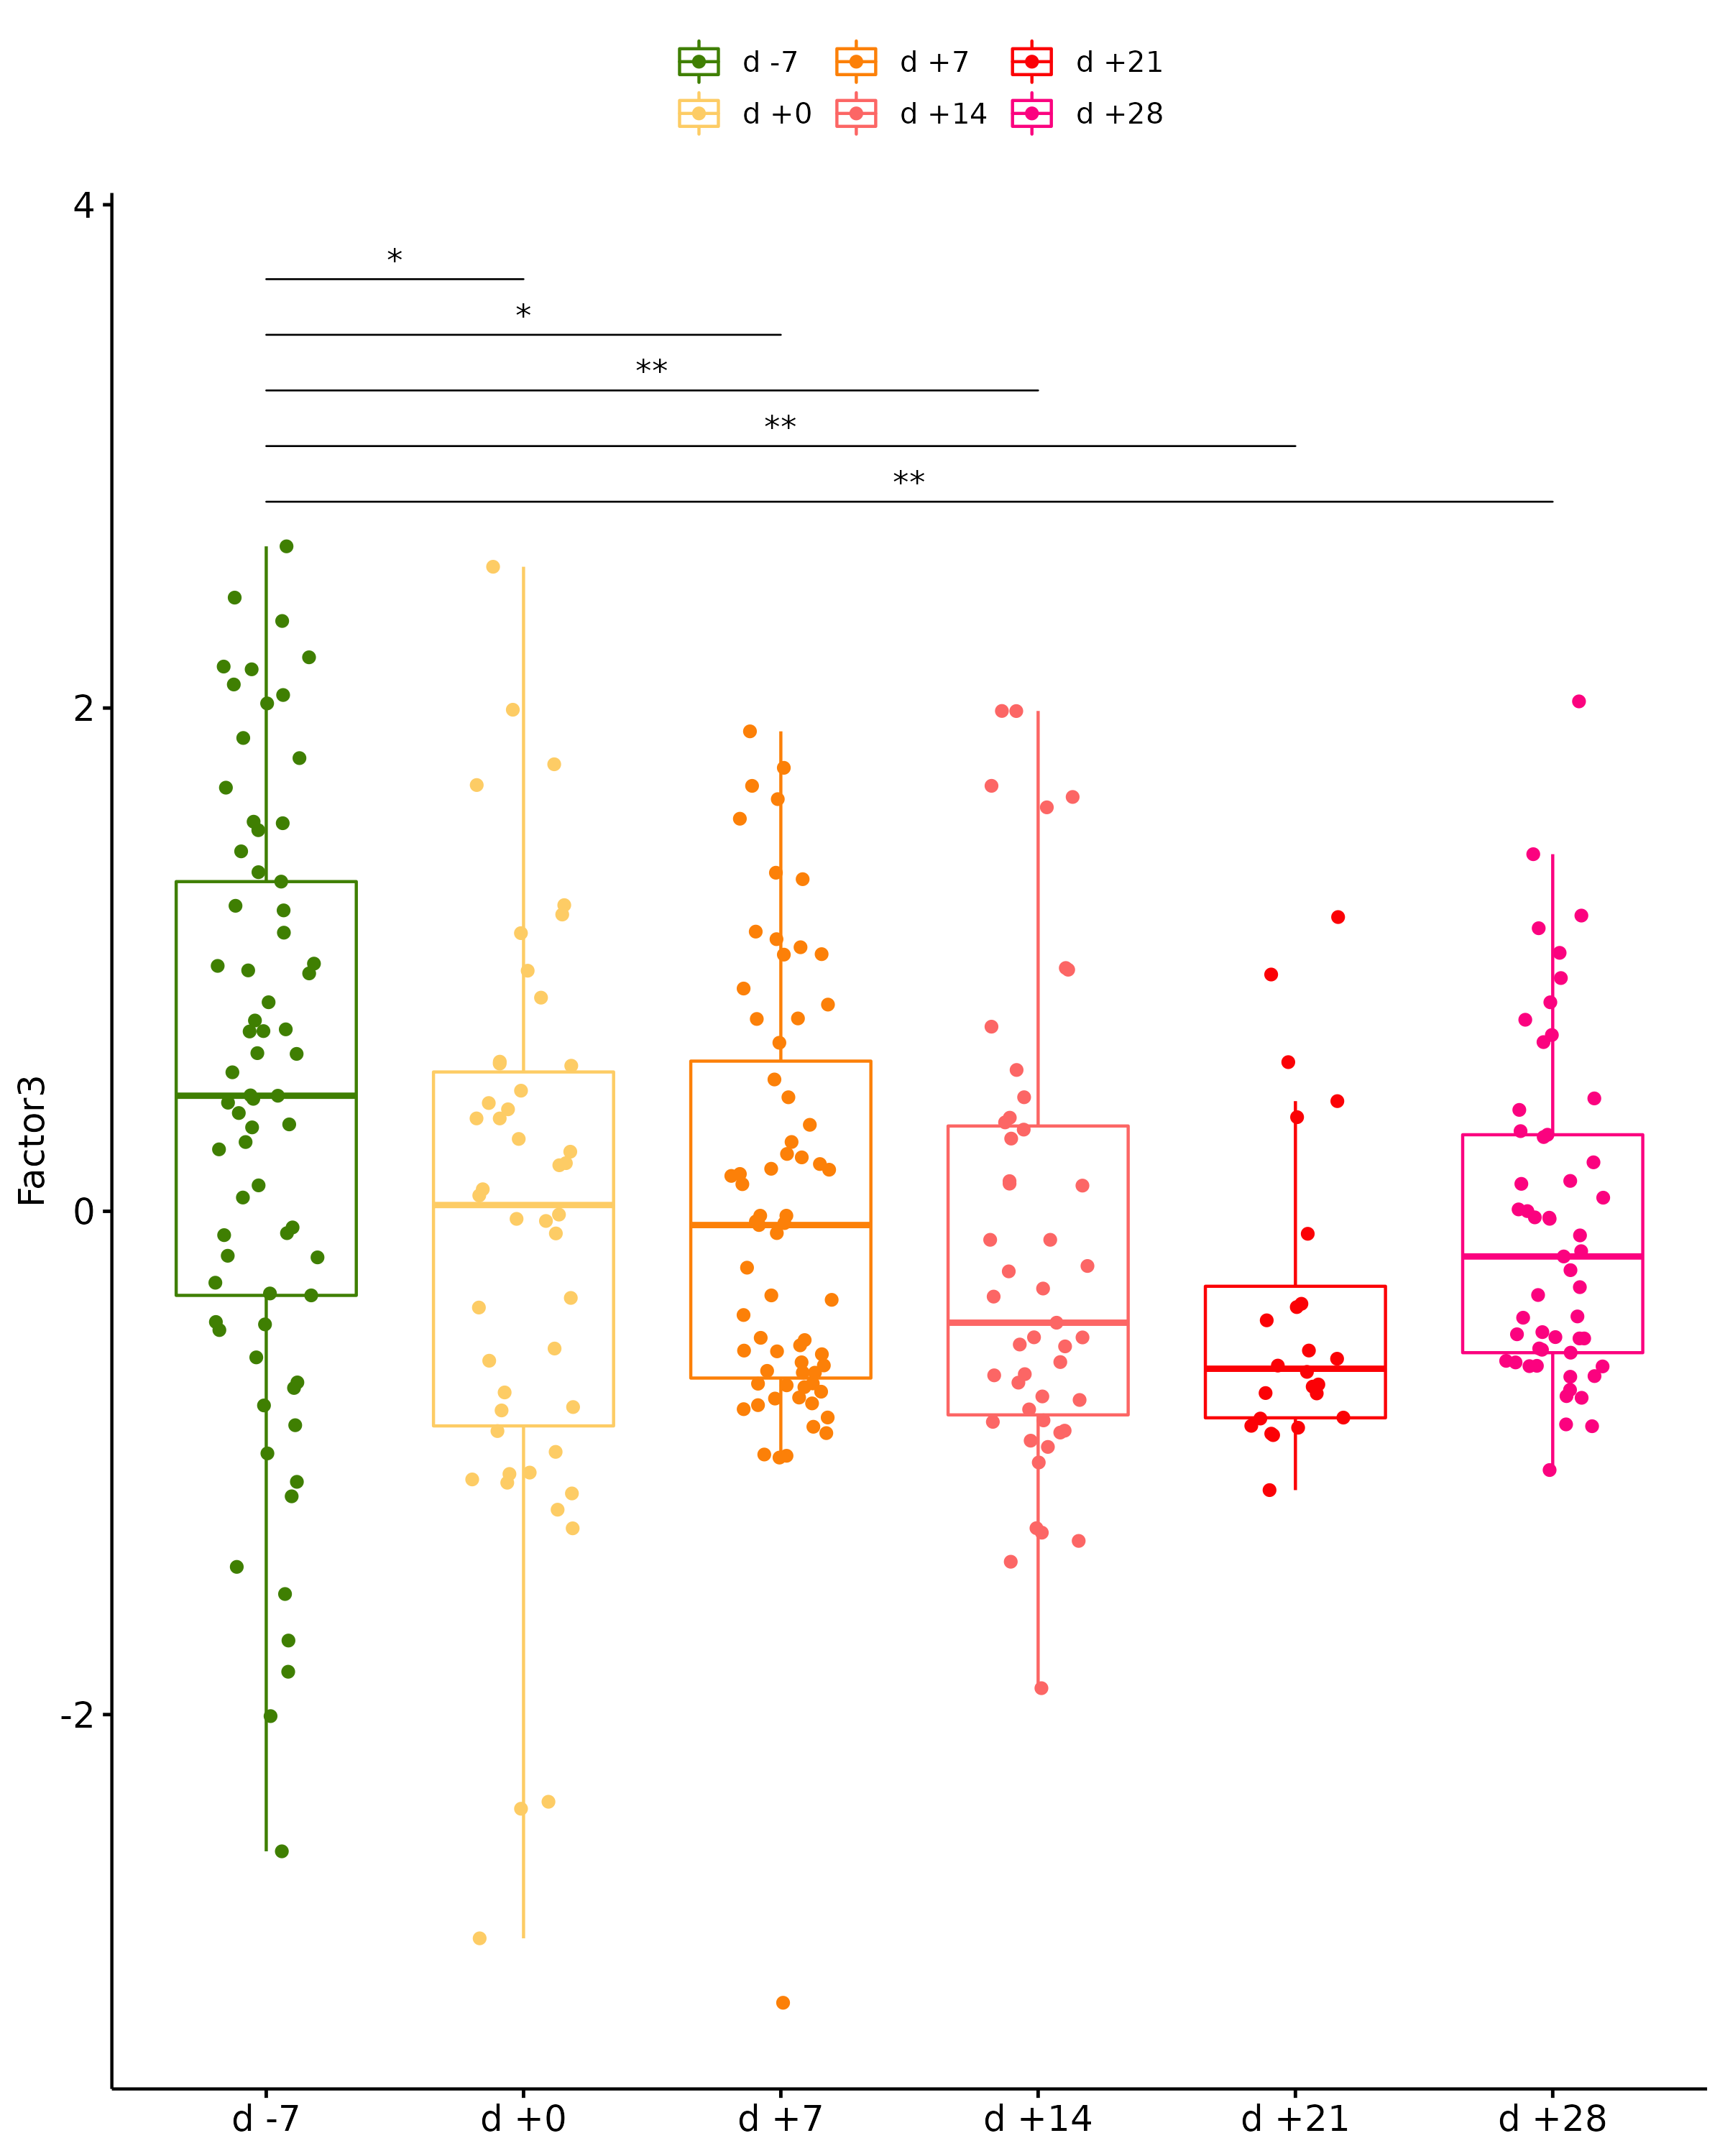 d -7 d +7 d +21
d +0 d +14 d +28
4
*
*
**
**
**
2
Factor3
0
-2
d -7 d +0 d +7 d +14 d +21 d +28